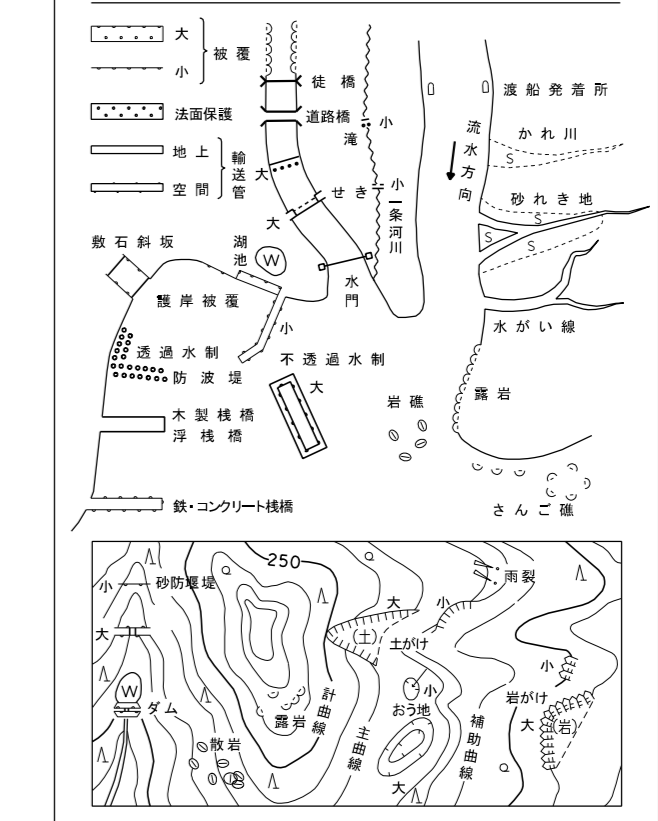 大
小
被覆
法面保護
地上
空間
輸送管
徒橋
道路橋
小
滝
大
せき
小
大
一条河川
渡船発着所
流水方向
かれ川
S
砂れき地
S
S
S
敷石斜坂
湖池
W
水門
護岸被覆
小
水がい線
透過水制
不透過水制
防波堤
大
岩礁
露岩
木製桟橋
浮桟橋
鉄・コンクリート桟橋
さんご礁
250
雨裂
小
砂防堰堤
大
小
大
(土)
土がけ
小
W
ダム
小
おう地
岩がけ
大
(岩)
露岩
計曲線
主曲線
補助曲線
散岩
大